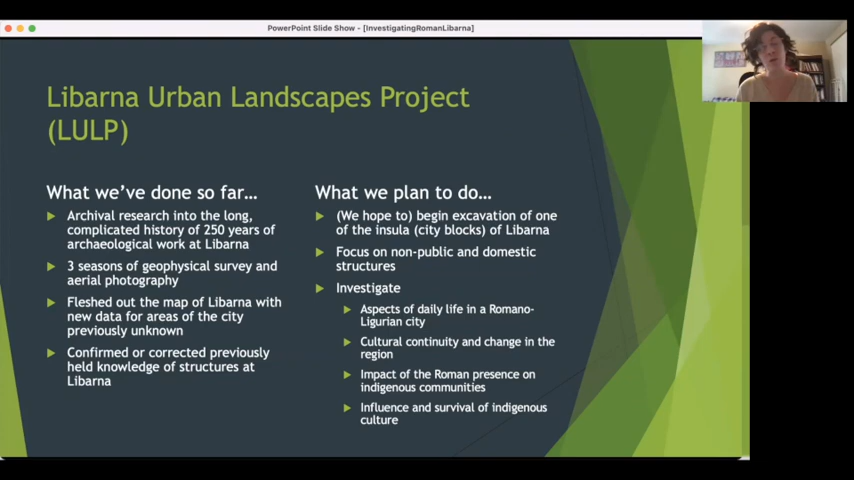 PowerPoint Slide Show - [InvestigatingRomanLibarna]
Libarna Urban Landscapes Project
(LULP)
What we've done so far…
Archival research into the long,
complicated history of 250 years of
archaeological work at Libarna
3 seasons of geophysical survey and
aerial photography
Fleshed out the map of Libarna with
new data for areas of the city
previously unknown
Confirmed or corrected previously
held knowledge of structures at
Libarna
What we plan to do…
(We hope to) begin excavation of one
of the insula (city blocks) of Libarna
Focus on non-public and domestic
structures
Investigate
Aspects of daily life in a Romano-
Ligurian city
Cultural continuity and change in the
region
Impact of the Roman presence on
indigenous communities
Influence and survival of indigenous
culture